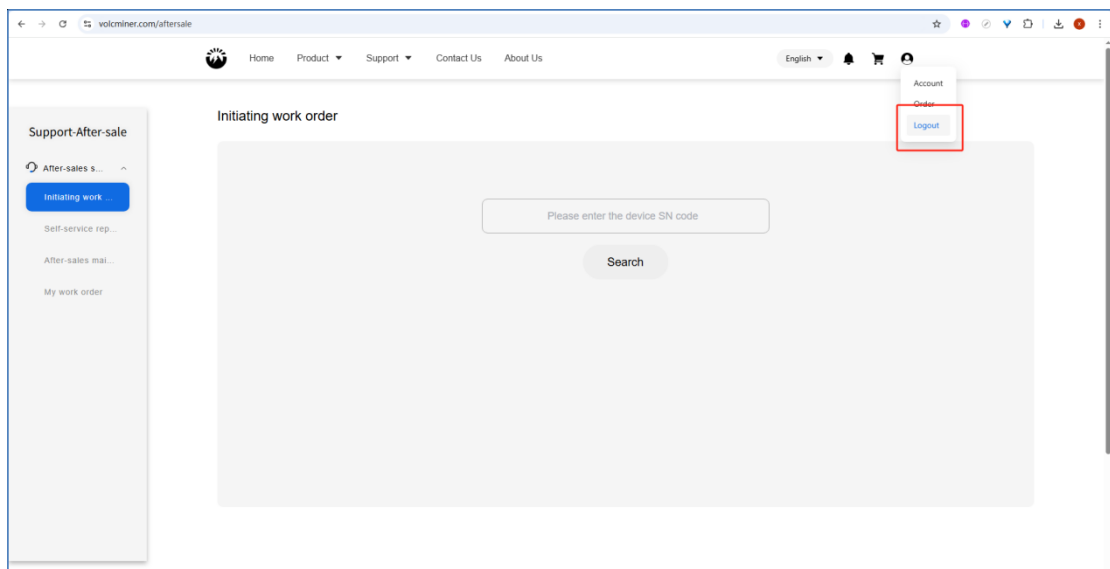 volcminer.com/aftersale
Home Product Support Contact Us About Us English
Account
Order
Logout
Support-After-sale
After-sales s...
Initiating work ...
Self-service rep...
After-sales mai...
My work order
Initiating work order
Please enter the device SN code
Search